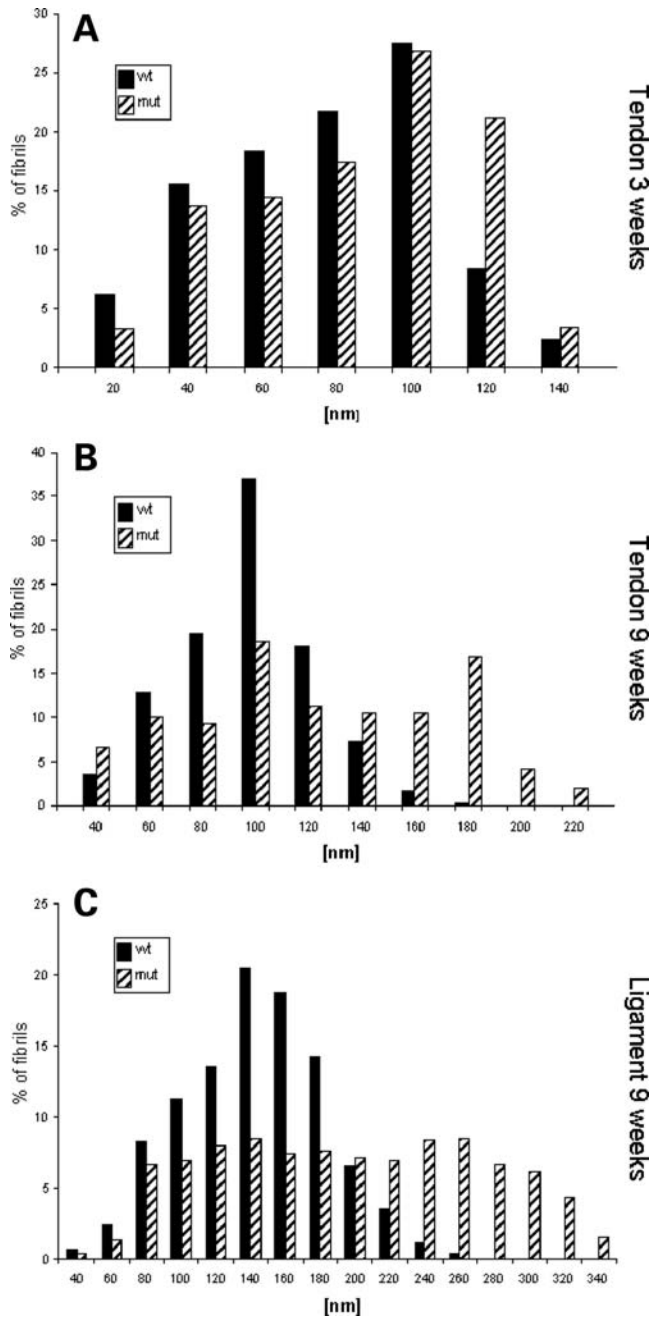 A
30
25
20
15
10
5
0
% of fibrils
wt
mut
20 40 60 80 100 120 140
[nm]
Tendon 3 weeks
B
40
35
30
25
20
15
10
5
0
% of fibrils
wt
mut
40 60 80 100 120 140 160 180 200 220
[nm]
Tendon 9 weeks
C
25
20
15
10
5
0
% of fibrils
wt
mut
40 60 80 100 120 140 160 180 200 220 240 260 280 300 320 340
[nm]
Ligament 9 weeks